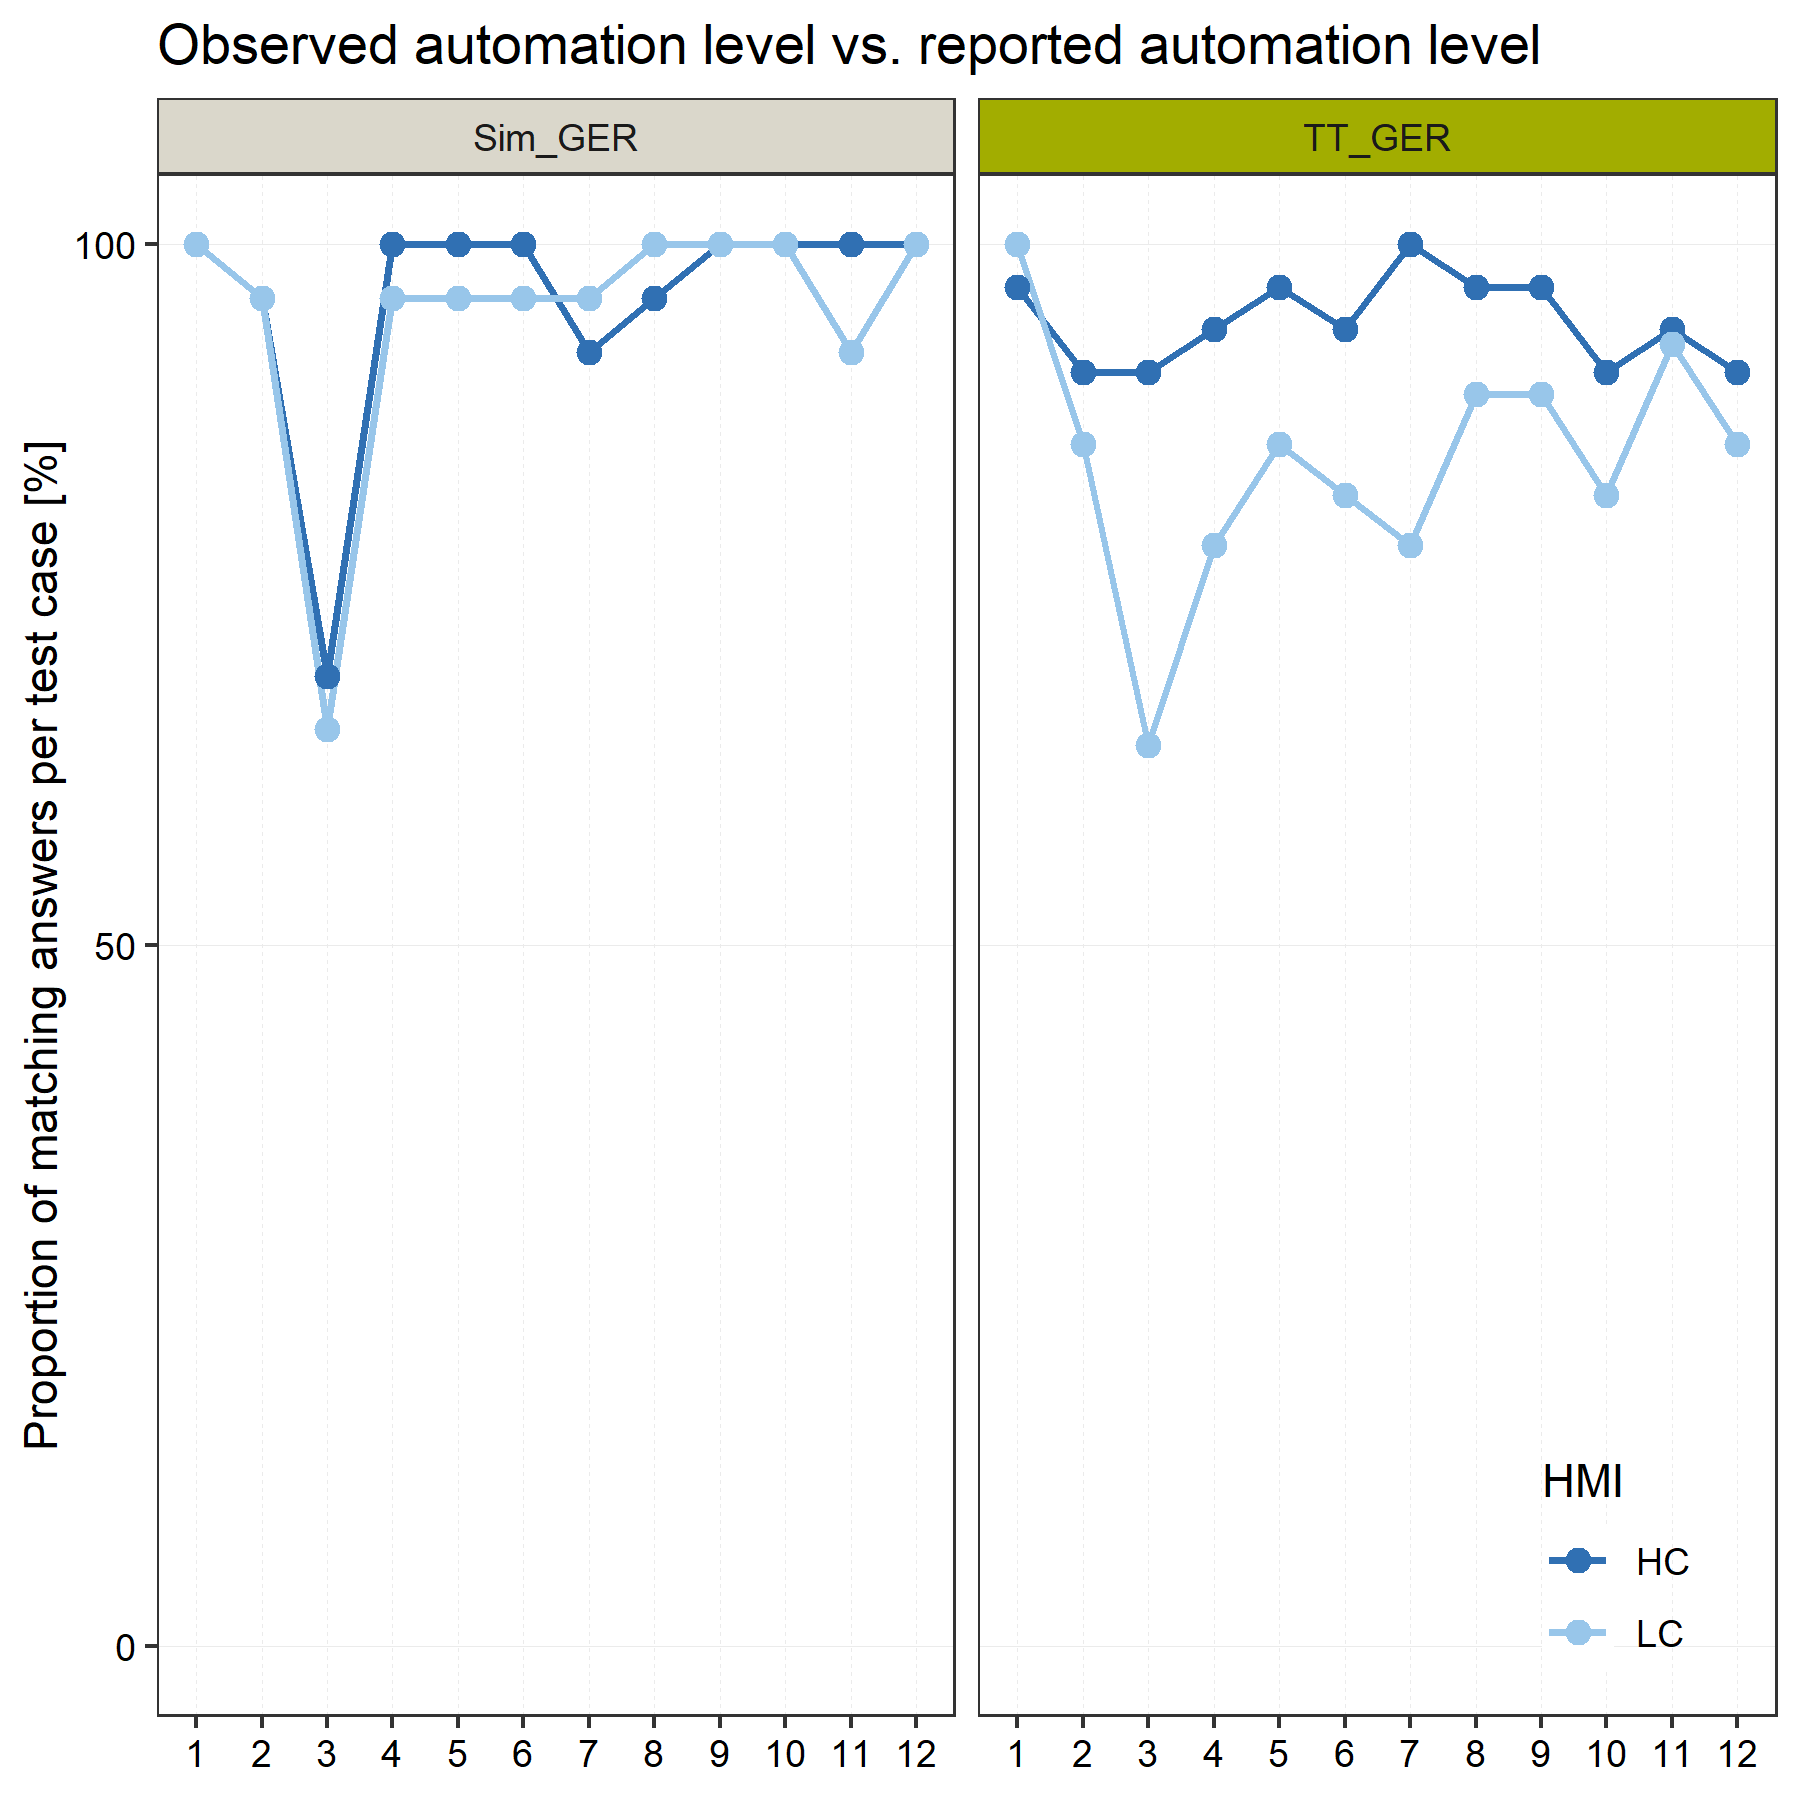 Observed automation level vs. reported automation level
Sim_GER
TT_GER
Proportion of matching answers per test case [%]
100
50
0
1 2 3 4 5 6 7 8 9 10 11 12
1 2 3 4 5 6 7 8 9 10 11 12
HMI
HC
LC